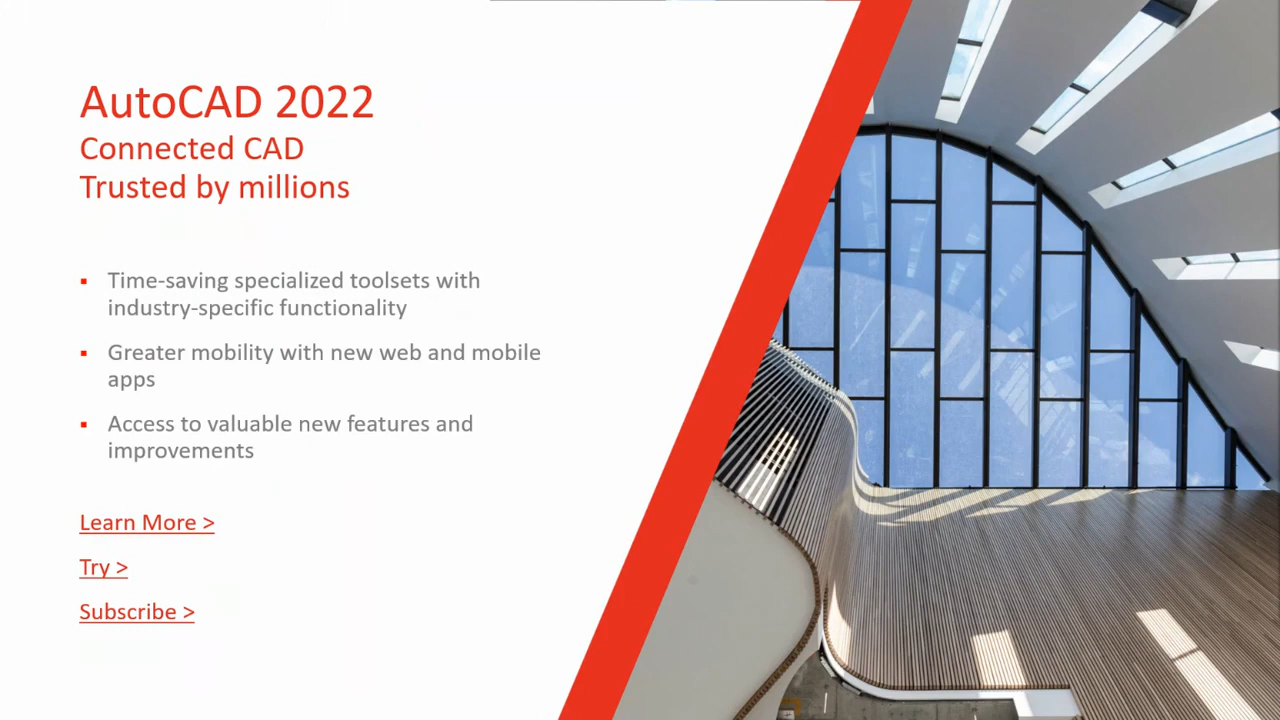 AutoCAD 2022
Connected CAD
Trusted by millions
▪ Time-saving specialized toolsets with
industry-specific functionality
▪ Greater mobility with new web and mobile
apps
▪ Access to valuable new features and
improvements
Learn More >
Try >
Subscribe >